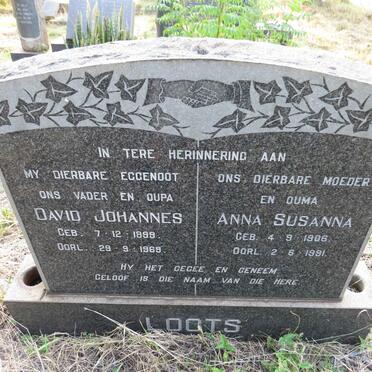 IN TERE HERINNERING AAN
MY DIERBARE EGGENOOT
ONS VADER EN OUPA
DAVID JOHANNES
GEB. 7-12-1899.
OORL. 29-9-1969.
ONS DIERBARE MOEDER
EN OUMA
ANNA SUSANNA
GEB. 4-9-1906.
OORL. 2-6-1991.
HY HET GEGEE EN GENEEM
GELOOF IS DIE NAAM VAN DIE HERE
LOOTS